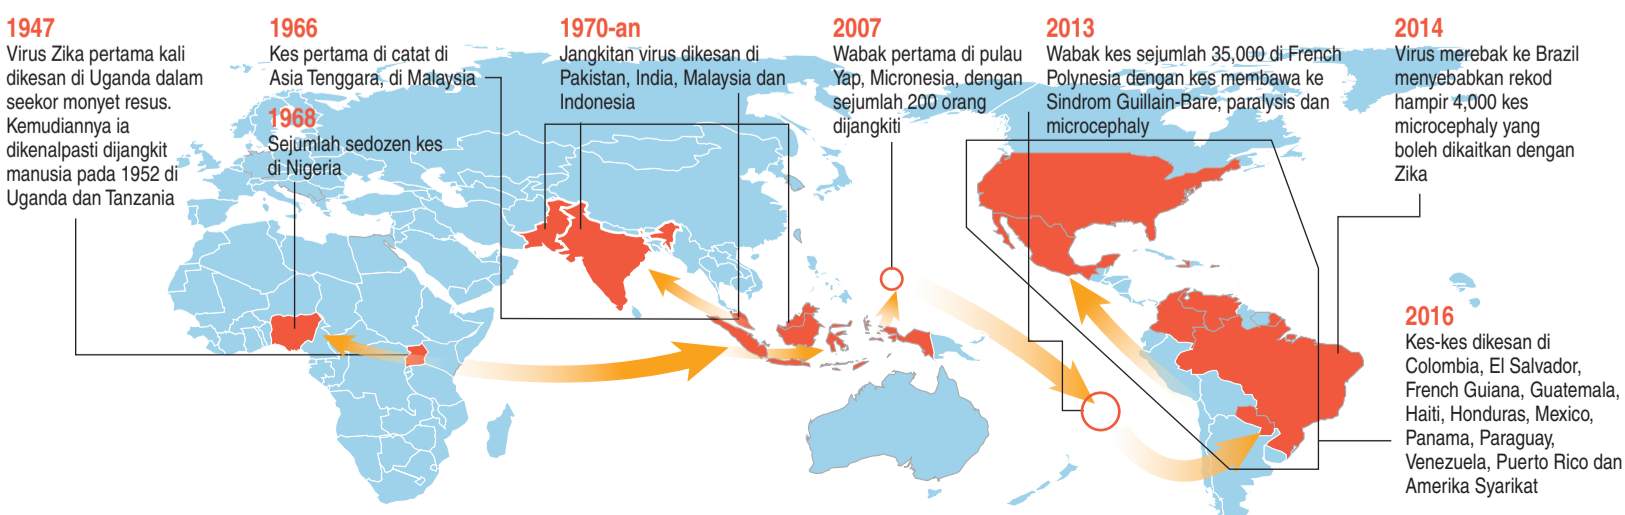 1947
Virus Zika pertama kali
dikesan di Uganda dalam
seekor monyet resus.
Kemudiannya ia
dikenalpasti dijangkit
manusia pada 1952 di
Uganda dan Tanzania
1966
Kes pertama di catat di
Asia Tenggara, di Malaysia
1968
Sejumlah sedozen kes
di Nigeria
1970-an
Jangkitan virus dikesan di
Pakistan, India, Malaysia dan
Indonesia
2007
Wabak pertama di pulau
Yap, Micronesia, dengan
sejumlah 200 orang
dijangkiti
2013
Wabak kes sejumlah 35,000 di French
Polynesia dengan kes membawa ke
Sindrom Guillain-Bare, paralysis dan
microcephaly
2014
Virus merebak ke Brazil
menyebabkan rekod
hampir 4,000 kes
microcephaly yang
boleh dikaitkan dengan
Zika
2016
Kes-kes dikesan di
Colombia, El Salvador,
French Guiana, Guatemala,
Haiti, Honduras, Mexico,
Panama, Paraguay,
Venezuela, Puerto Rico dan
Amerika Syarikat